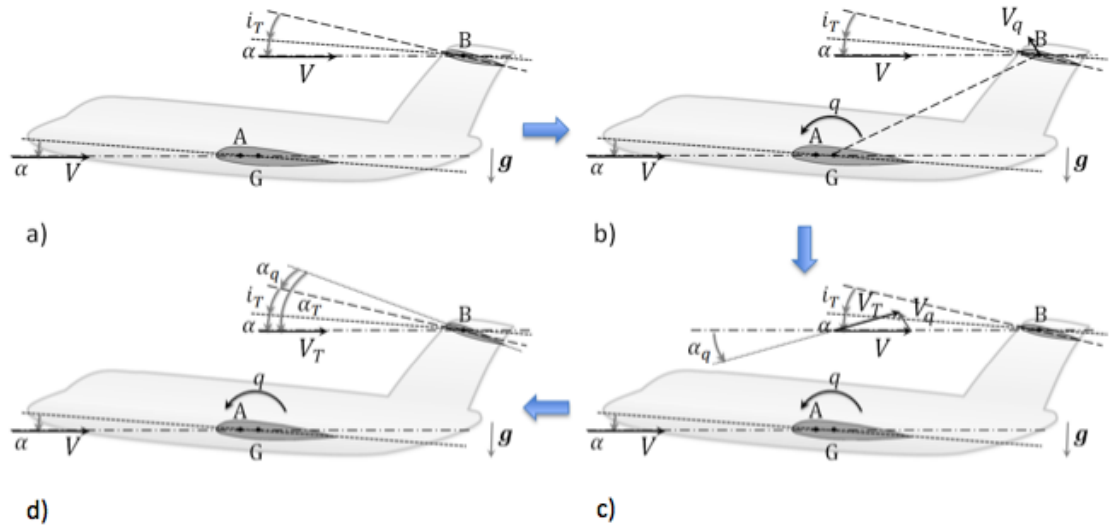 i_T
B
α
V
A
α
V
G
g
a)
V_q
i_T
B
α
V
q
A
α
V
G
g
b)
α_q
i_T
α_T
B
α
V_T
q
A
α
V
G
g
d)
i_T
V_T
V_q
B
α
V
α_q
q
A
α
V
G
g
c)